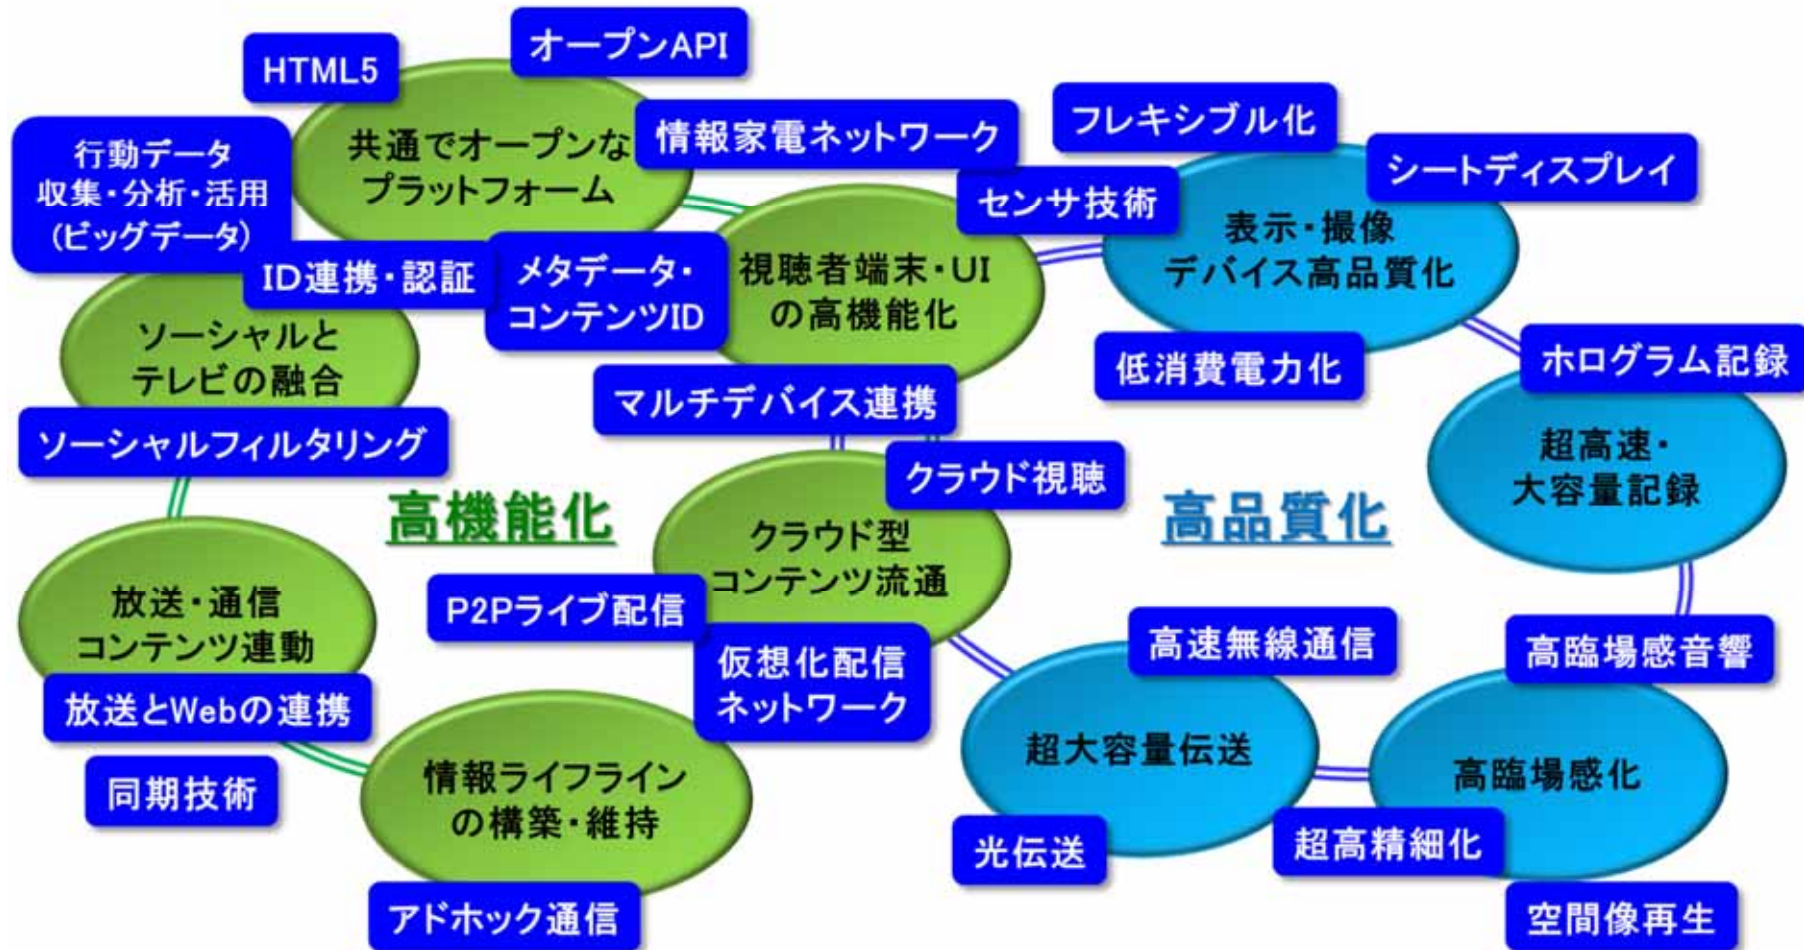 オープンAPI
HTML5
共通でオープンな
プラットフォーム
情報家電ネットワーク
フレキシブル化
シートディスプレイ
行動データ
収集・分析・活用
(ビッグデータ)
センサ技術
表示・撮像
デバイス高品質化
ID連携・認証
メタデータ・
コンテンツID
視聴者端末・UI
の高機能化
ソーシャルと
テレビの融合
低消費電力化
ホログラム記録
マルチデバイス連携
ソーシャルフィルタリング
クラウド視聴
超高速・
大容量記録
高機能化
高品質化
クラウド型
コンテンツ流通
放送・通信
コンテンツ連動
P2Pライブ配信
高速無線通信
高臨場感音響
仮想化配信
ネットワーク
放送とWebの連携
超大容量伝送
高臨場感化
同期技術
情報ライフライン
の構築・維持
光伝送
超高精細化
アドホック通信
空間像再生